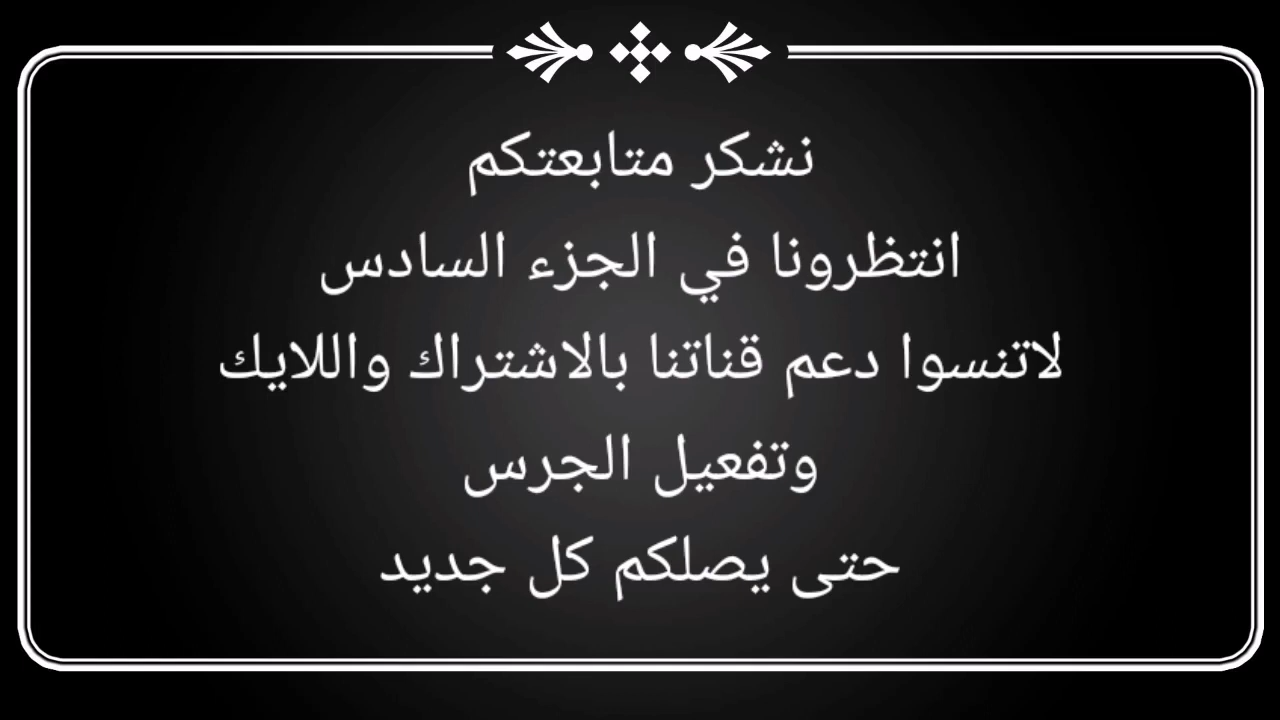 نشكر متابعتكم
انتظرونا في الجزء السادس
لاتنسوا دعم قناتنا بالاشتراك واللايك
وتفعيل الجرس
حتى يصلكم كل جديد